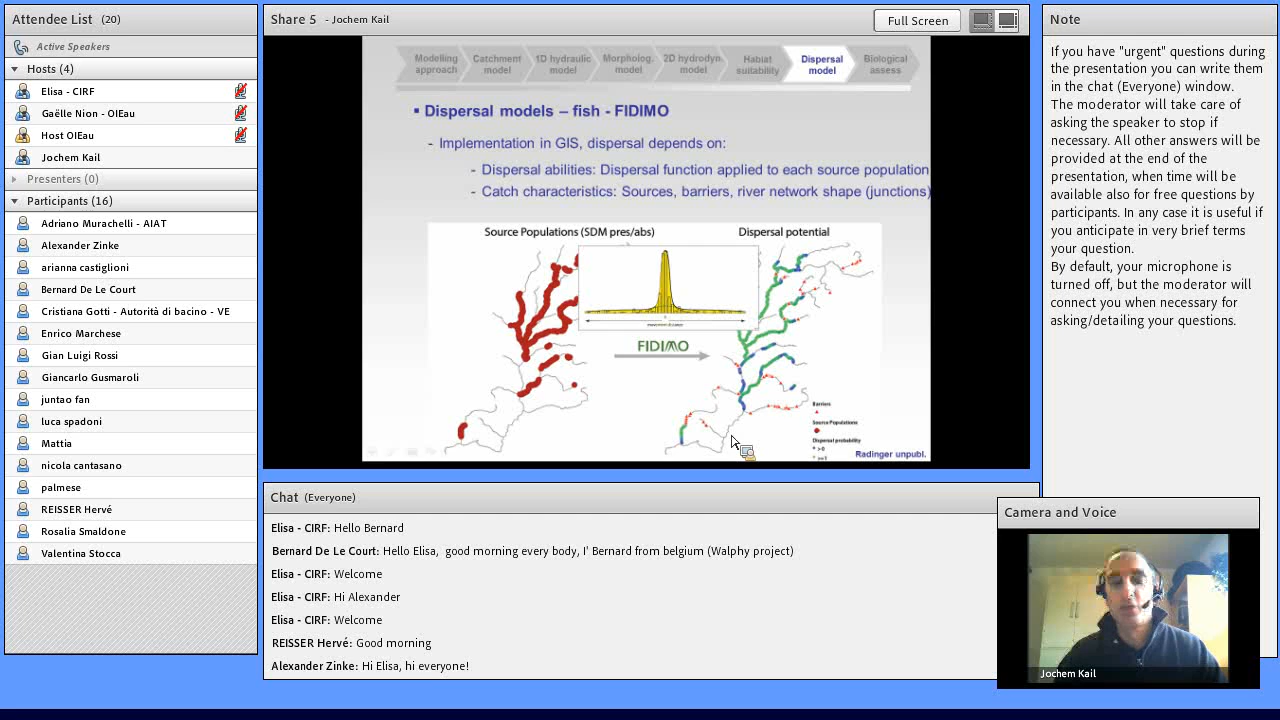 Attendee List (20)
Active Speakers
Hosts (4)
Elisa - CIRF
Gaëlle Nion - OIEau
Host OIEau
Jochem Kail
Presenters (0)
Participants (16)
Adriano Murachelli - AIAT
Alexander Zinke
arianna castiglioni
Bernard De Le Court
Cristiana Gotti - Autorità di bacino - VE
Enrico Marchese
Gian Luigi Rossi
Giancarlo Gusmaroli
juntao fan
luca spadoni
Mattia
nicola cantasano
palmese
REISSER Hervé
Rosalia Smaldone
Valentina Stocca
Share 5 - Jochem Kail
Full Screen
Modelling approach
Catchment model
1D hydraulic model
Morpholog. model
2D hydrodyn. model
Habiat suitability
Dispersal model
Biological assess
▪ Dispersal models – fish - FIDIMO
- Implementation in GIS, dispersal depends on:
- Dispersal abilities: Dispersal function applied to each source population
- Catch characteristics: Sources, barriers, river network shape (junctions)
Source Populations (SDM pres/abs)
Dispersal potential
FIDIMO
Barriers
Source Populations
Dispersal probability
Radinger unpubl.
Chat (Everyone)
Elisa - CIRF: Hello Bernard
Bernard De Le Court: Hello Elisa, good morning every body, I' Bernard from belgium (Walphy project)
Elisa - CIRF: Welcome
Elisa - CIRF: Hi Alexander
Elisa - CIRF: Welcome
REISSER Hervé: Good morning
Alexander Zinke: Hi Elisa, hi everyone!
Note
If you have "urgent" questions during
the presentation you can write them
in the chat (Everyone) window.
The moderator will take care of
asking the speaker to stop if
necessary. All other answers will be
provided at the end of the
presentation, when time will be
available also for free questions by
participants. In any case it is useful if
you anticipate in very brief terms
your question.
By default, your microphone is
turned off, but the moderator will
connect you when necessary for
asking/detailing your questions.
Camera and Voice
Jochem Kail